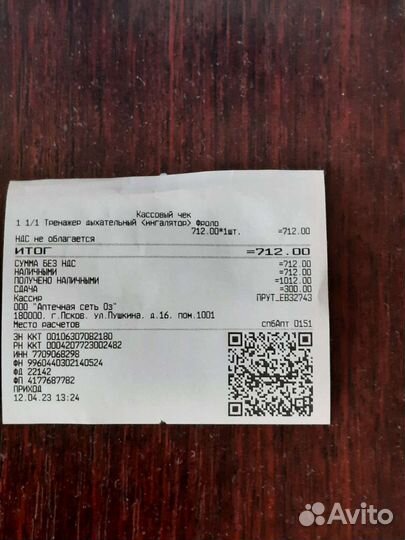 Кассовый чек
1 1/1 Тренажер дыхательный <ингалятор> Фроло
712.00*1шт. =712.00
НДС не облагается
ИТОГ =712.00
СУММА БЕЗ НДС =712.00
НАЛИЧНЫМИ =712.00
ПОЛУЧЕНО НАЛИЧНЫМИ =1012.00
СДАЧА =300.00
Кассир ПРУТ_ЕВ32743
ООО "Аптечная сеть Оз"
180000, г.Псков, ул.Пушкина, д.16, пом.1001
Место расчетов спбАпт 0151
ЗН ККТ 00106307082180
РН ККТ 0004207723002482
ИНН 7709068298
ФН 9960440302140524
ФД 22142
ФП 4177687782
ПРИХОД
12.04.23 13:24
Avito